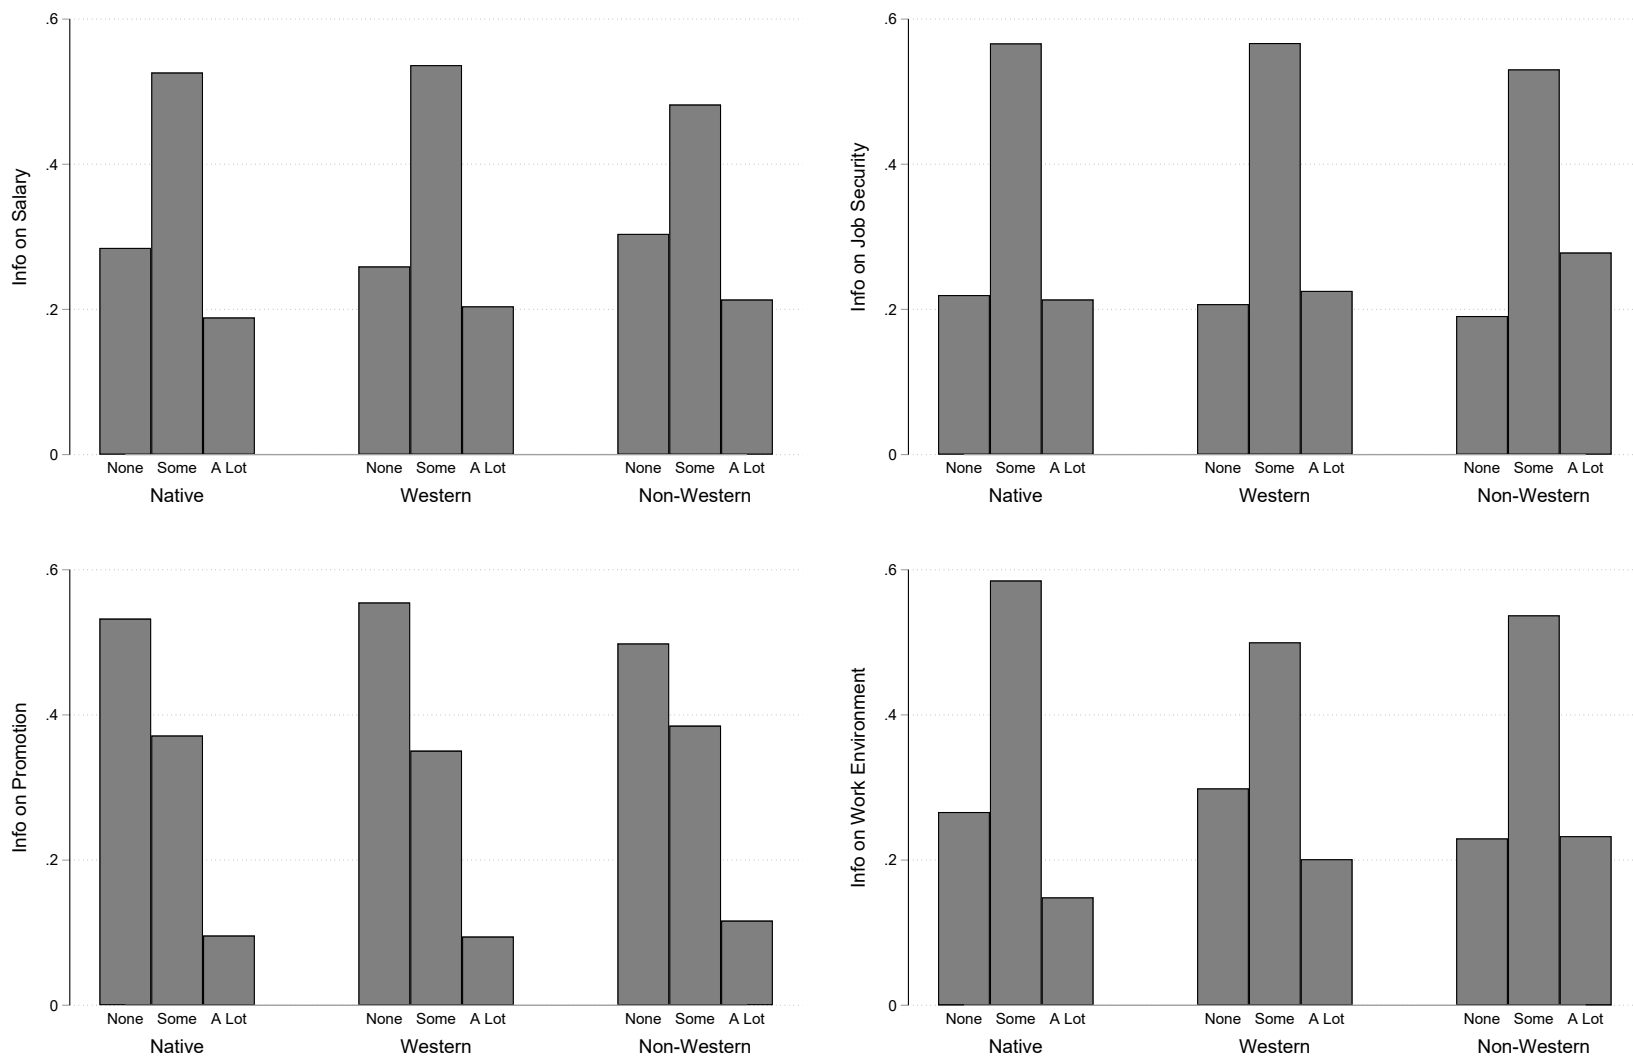 Info on Salary
.6
.4
.2
0
None Some A Lot None Some A Lot None Some A Lot
Native Western Non-Western
Info on Job Security
.6
.4
.2
0
None Some A Lot None Some A Lot None Some A Lot
Native Western Non-Western
Info on Promotion
.6
.4
.2
0
None Some A Lot None Some A Lot None Some A Lot
Native Western Non-Western
Info on Work Environment
.6
.4
.2
0
None Some A Lot None Some A Lot None Some A Lot
Native Western Non-Western